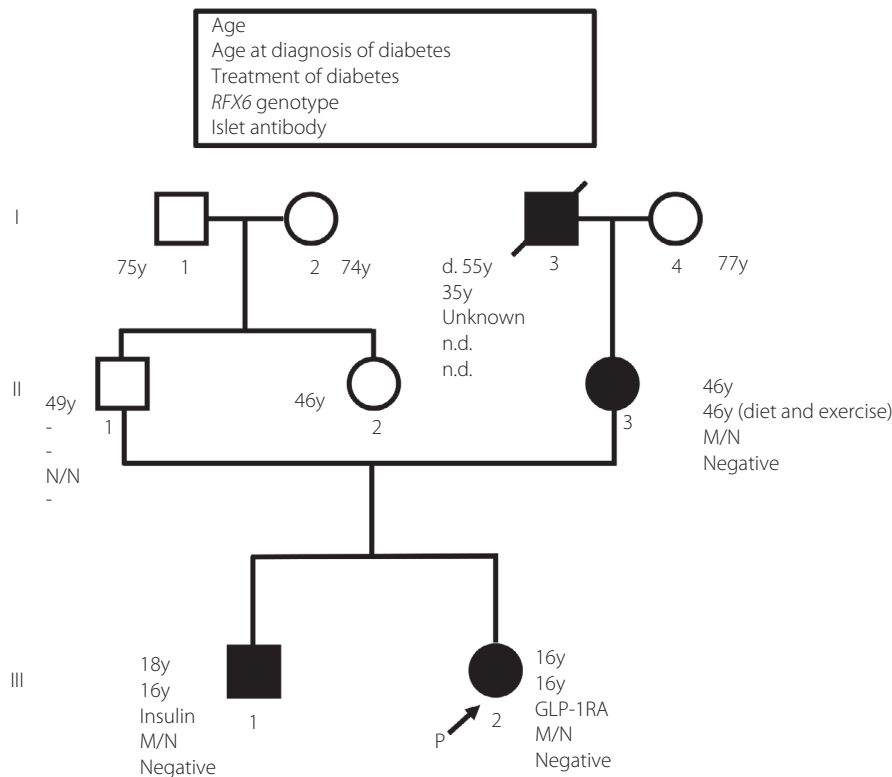 Age
Age at diagnosis of diabetes
Treatment of diabetes
RFX6 genotype
Islet antibody
I
75y
1
2
74y
d. 55y
35y
Unknown
n.d.
n.d.
3
4
77y
II
49y
-
-
N/N
-
1
46y
2
3
46y
46y (diet and exercise)
M/N
Negative
III
18y
16y
Insulin
M/N
Negative
1
P
2
16y
16y
GLP-1RA
M/N
Negative